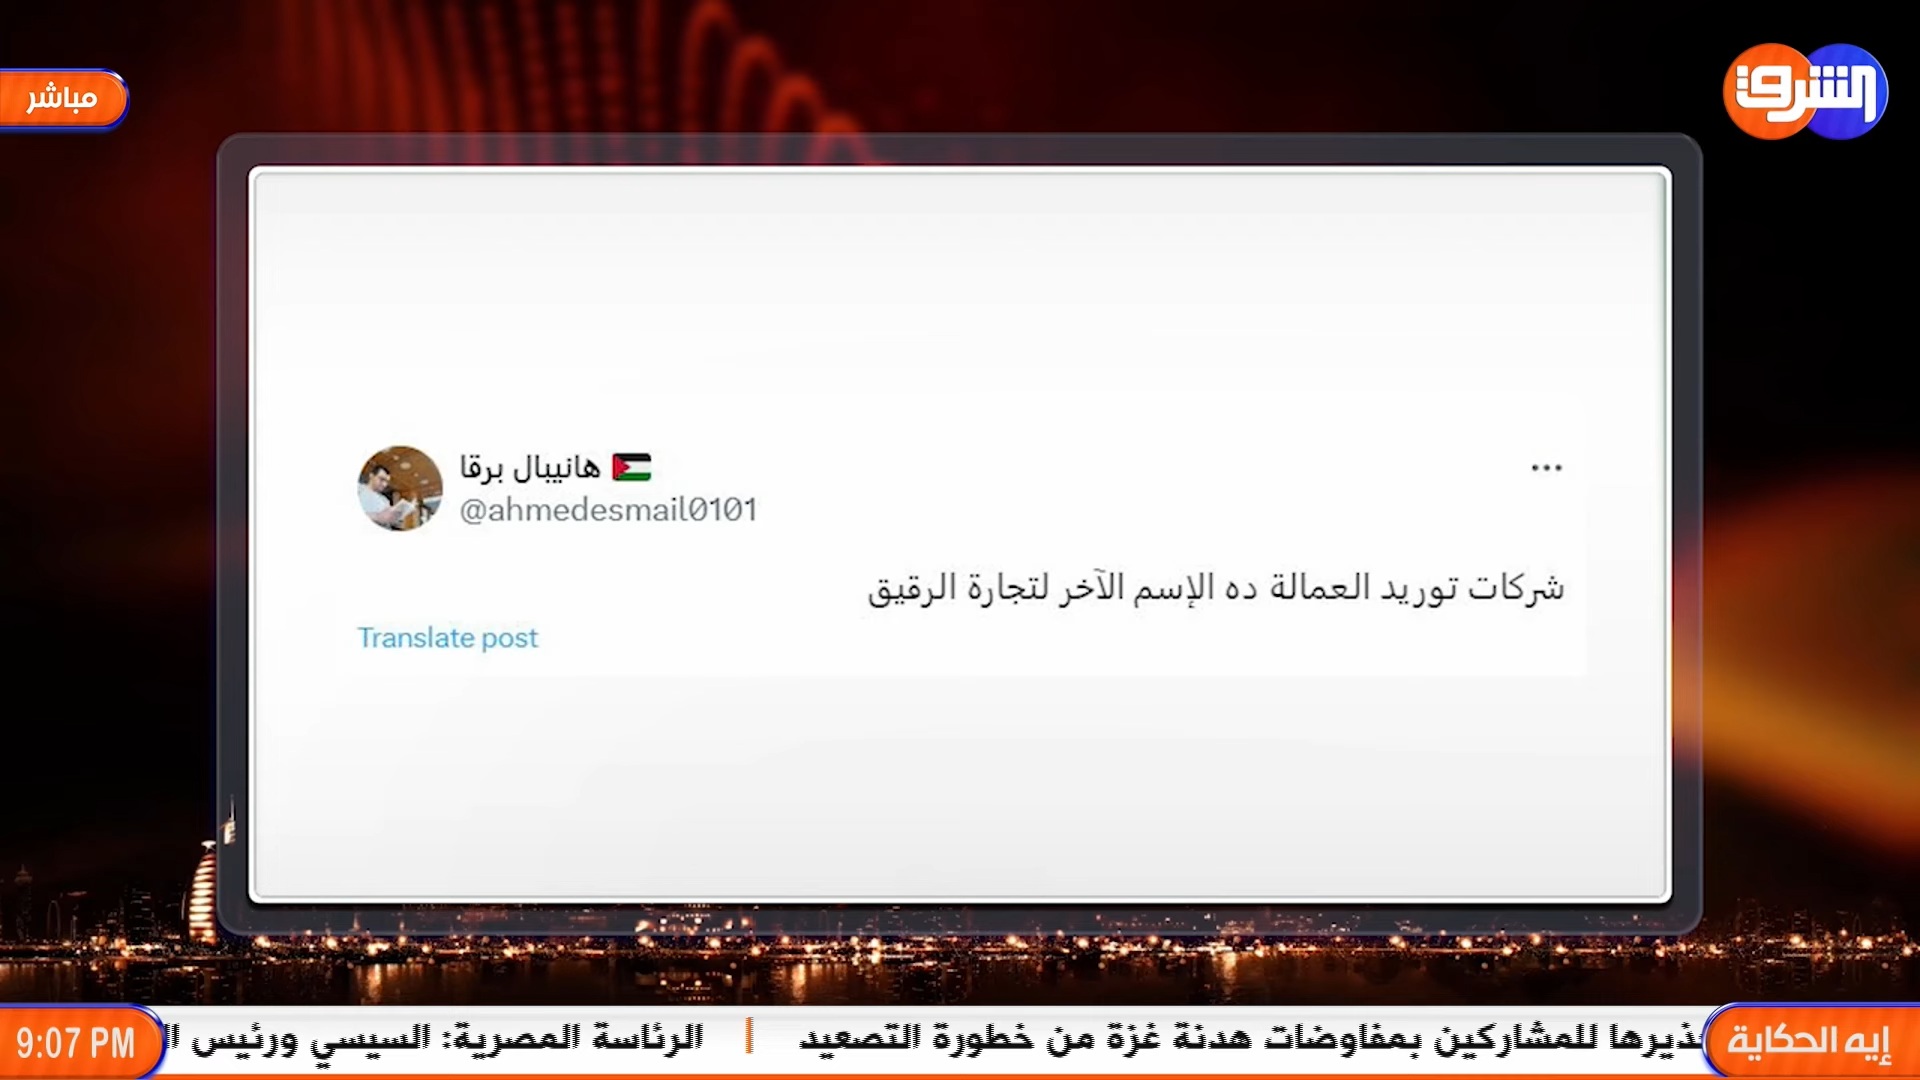 مباشر
الشرق
هانيبال برقا
@ahmedesmail0101
شركات توريد العمالة ده الإسم الآخر لتجارة الرقيق
Translate post
إيه الحكاية
ذيرها للمشاركين بمفاوضات هدنة غزة من خطورة التصعيد | الرئاسة المصرية: السيسي ورئيس
9:07 PM